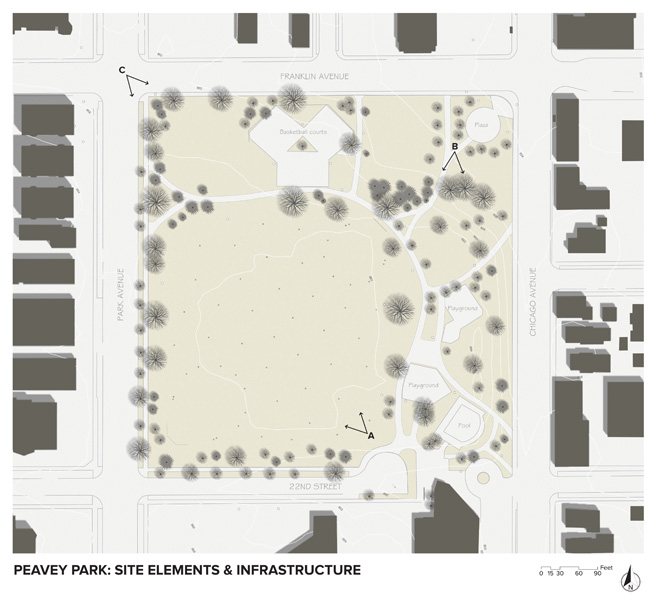 C
FRANKLIN AVENUE
Basketball courts
Plaza
B
PARK AVENUE
CHICAGO AVENUE
Playground
Playground
Pool
A
22ND STREET
PEAVEY PARK: SITE ELEMENTS & INFRASTRUCTURE
0 15 30 60 90 Feet
N